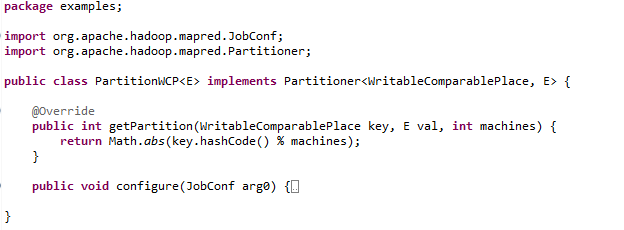 package examples;
import org.apache.hadoop.mapred.JobConf;
import org.apache.hadoop.mapred.Partitioner;
public class PartitionWCP<E> implements Partitioner<WritableComparablePlace, E> {
@Override
public int getPartition(WritableComparablePlace key, E val, int machines) {
return Math.abs(key.hashCode() % machines);
}
public void configure(JobConf arg0) {
}